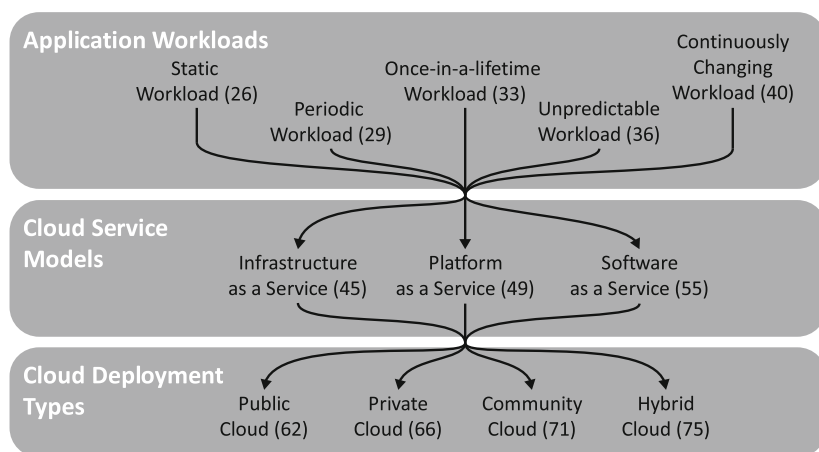 Application Workloads
Static
Workload (26)
Periodic
Workload (29)
Once-in-a-lifetime
Workload (33)
Unpredictable
Workload (36)
Continuously
Changing
Workload (40)
Cloud Service
Models
Infrastructure
as a Service (45)
Platform
as a Service (49)
Software
as a Service (55)
Cloud Deployment
Types
Public
Cloud (62)
Private
Cloud (66)
Community
Cloud (71)
Hybrid
Cloud (75)